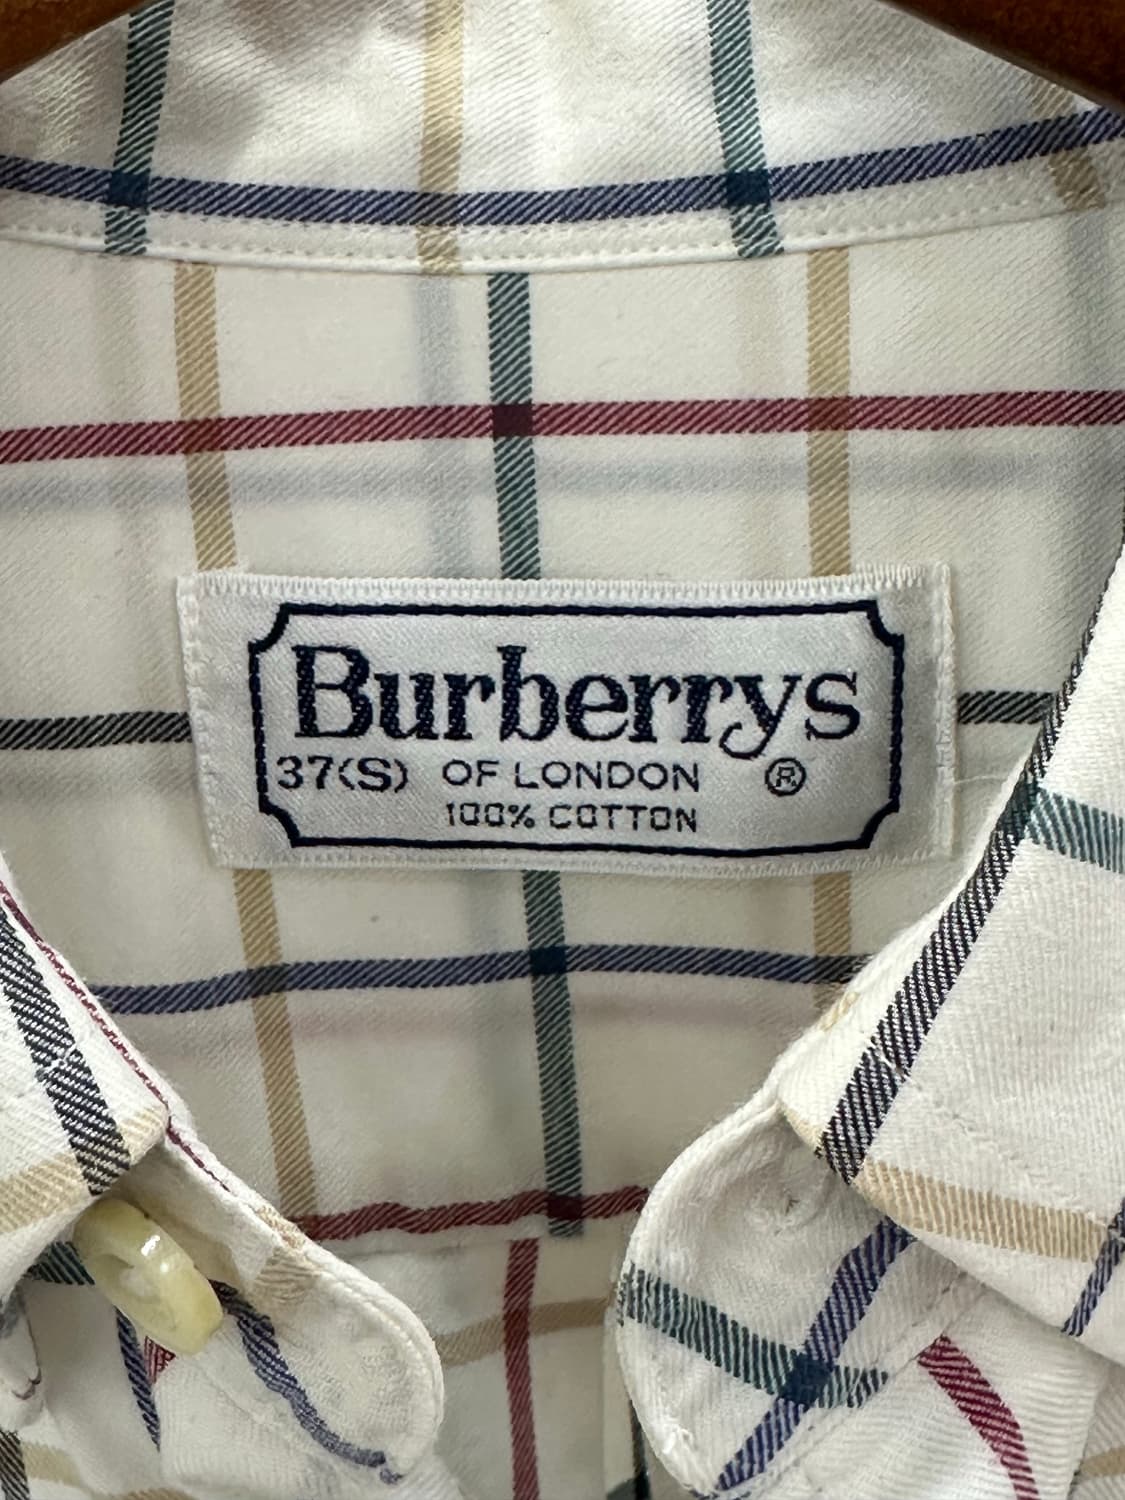 Burberrys
37(S) OF LONDON ®
100% COTTON